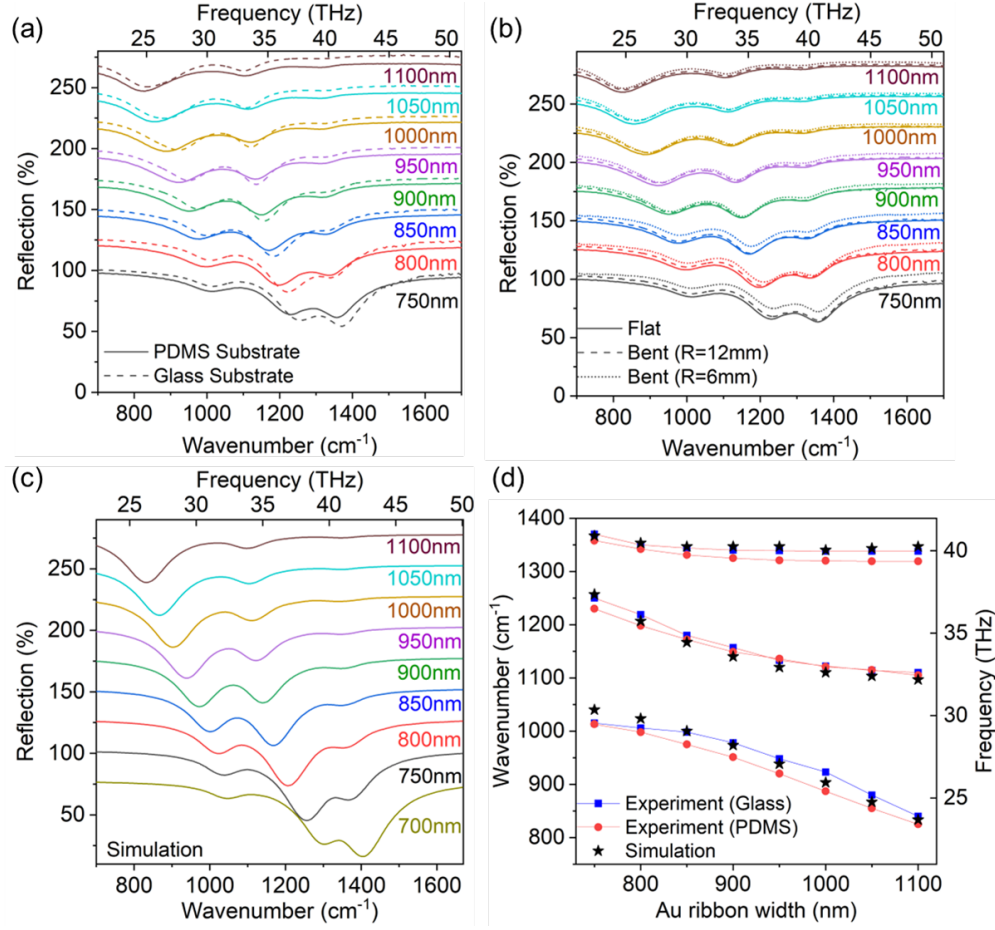 (a)
Frequency (THz)
25 30 35 40 45 50
Reflection (%)
250
200
150
100
50
0
1100nm
1050nm
1000nm
950nm
900nm
850nm
800nm
750nm
PDMS Substrate
Glass Substrate
800 1000 1200 1400 1600
Wavenumber (cm-1)
(b)
Frequency (THz)
25 30 35 40 45 50
Reflection (%)
250
200
150
100
50
0
1100nm
1050nm
1000nm
950nm
900nm
850nm
800nm
750nm
Flat
Bent (R=12mm)
Bent (R=6mm)
800 1000 1200 1400 1600
Wavenumber (cm-1)
(c)
Frequency (THz)
25 30 35 40 45 50
Reflection (%)
250
200
150
100
50
1100nm
1050nm
1000nm
950nm
900nm
850nm
800nm
750nm
700nm
Simulation
800 1000 1200 1400 1600
Wavenumber (cm-1)
(d)
Wavenumber (cm-1)
1400
1300
1200
1100
1000
900
800
Frequency (THz)
40
35
30
25
Experiment (Glass)
Experiment (PDMS)
Simulation
800 900 1000 1100
Au ribbon width (nm)